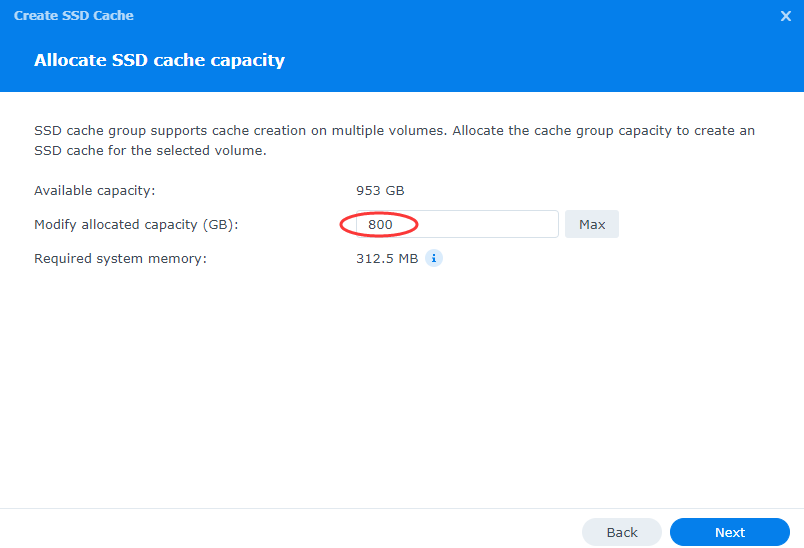 Create SSD Cache
Allocate SSD cache capacity
SSD cache group supports cache creation on multiple volumes. Allocate the cache group capacity to create an
SSD cache for the selected volume.
Available capacity: 953 GB
Modify allocated capacity (GB): 800 Max
Required system memory: 312.5 MB i
Back Next